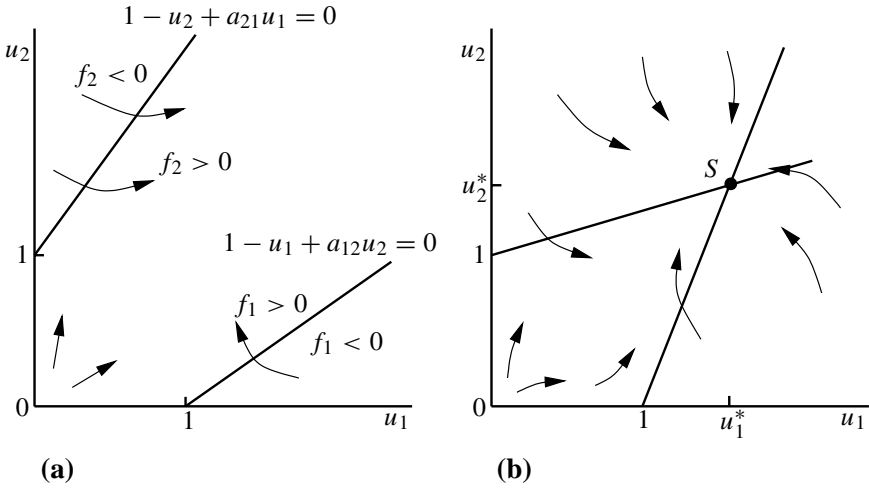 1 − u₂ + a₂₁u₁ = 0
u₂
f₂ < 0
f₂ > 0
1
1 − u₁ + a₁₂u₂ = 0
f₁ > 0
f₁ < 0
0
1
u₁
(a)
u₂
S
u₂*
1
0
1
u₁*
u₁
(b)